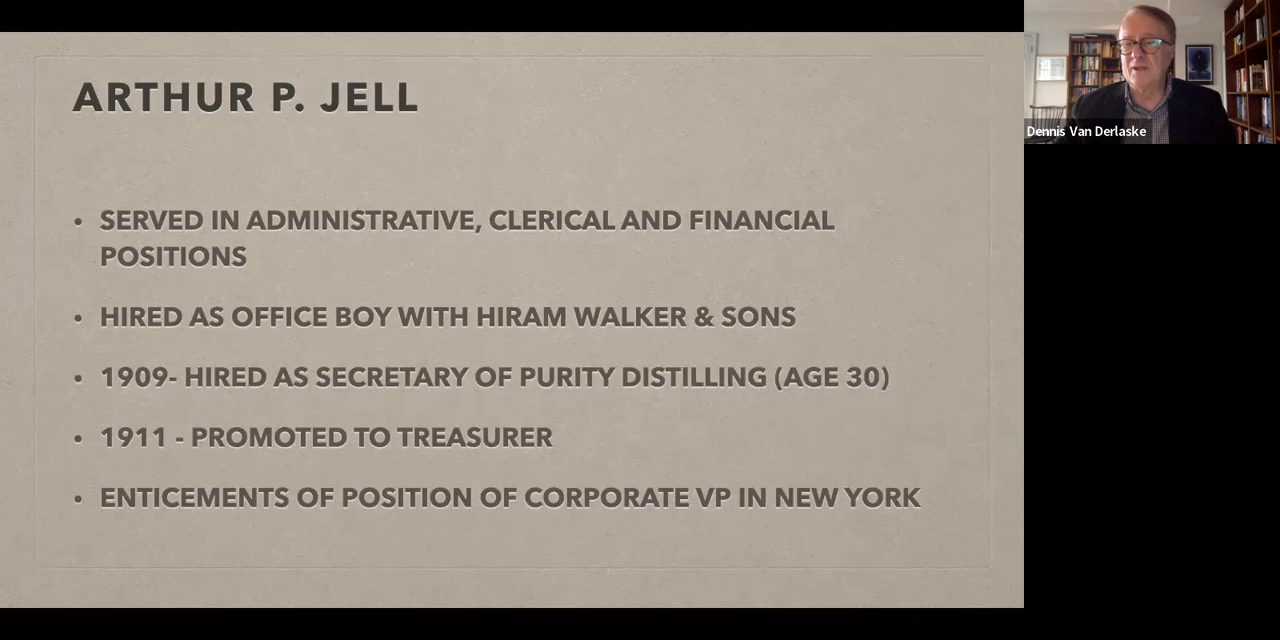 ARTHUR P. JELL
• SERVED IN ADMINISTRATIVE, CLERICAL AND FINANCIAL
POSITIONS
• HIRED AS OFFICE BOY WITH HIRAM WALKER & SONS
• 1909- HIRED AS SECRETARY OF PURITY DISTILLING (AGE 30)
• 1911 - PROMOTED TO TREASURER
• ENTICEMENTS OF POSITION OF CORPORATE VP IN NEW YORK
Dennis Van Derlaske